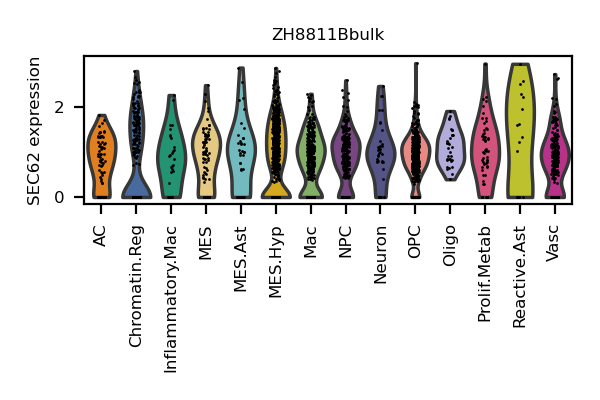 ZH8811Bbulk
SEC62 expression
2
0
AC
Chromatin.Reg
Inflammatory.Mac
MES
MES.Ast
MES.Hyp
Mac
NPC
Neuron
OPC
Oligo
Prolif.Metab
Reactive.Ast
Vasc